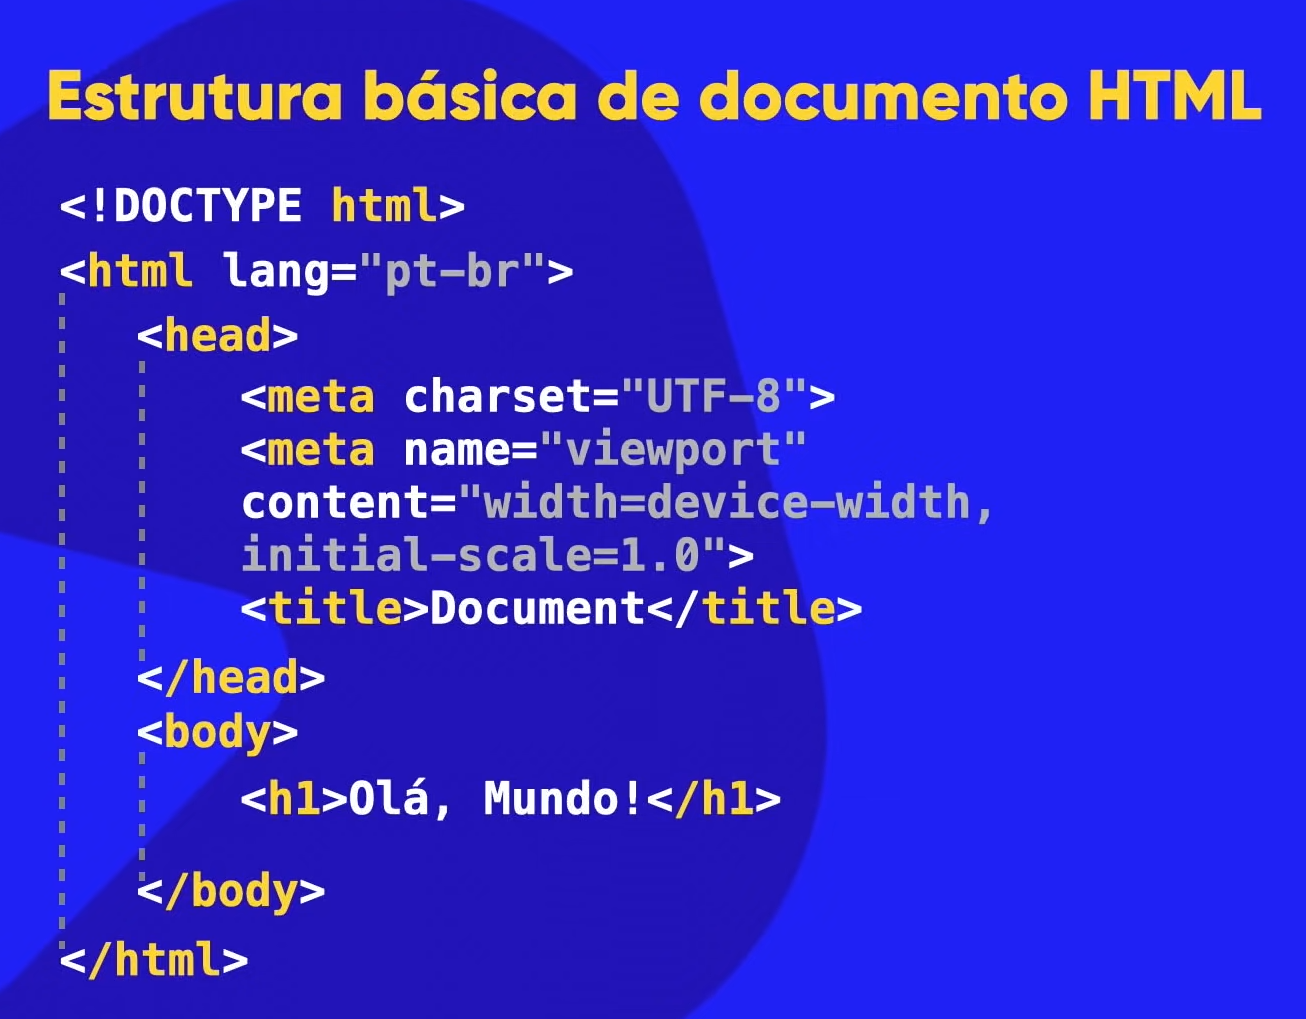 Estrutura básica de documento HTML
<!DOCTYPE html>
<html lang="pt-br">
<head>
<meta charset="UTF-8">
<meta name="viewport"
content="width=device-width,
initial-scale=1.0">
<title>Document</title>
</head>
<body>
<h1>Olá, Mundo!</h1>
</body>
</html>